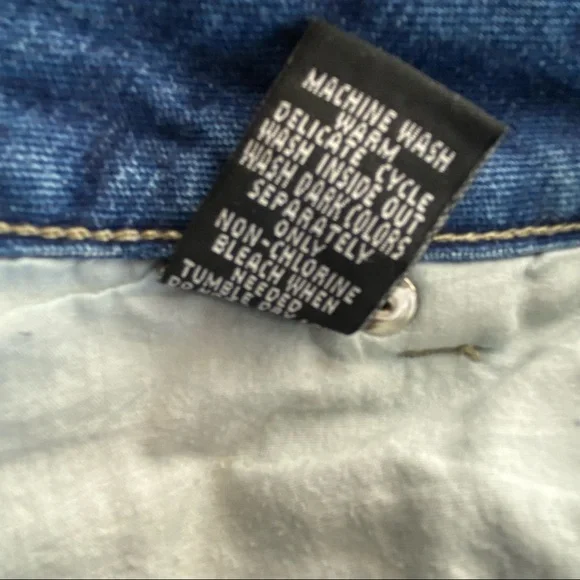 MACHINE WASH
WARM
DELICATE CYCLE
WASH INSIDE OUT
WASH DARK COLORS
SEPARATELY
ONLY
NON-CHLORINE
BLEACH WHEN
NEEDED
TUMBLE